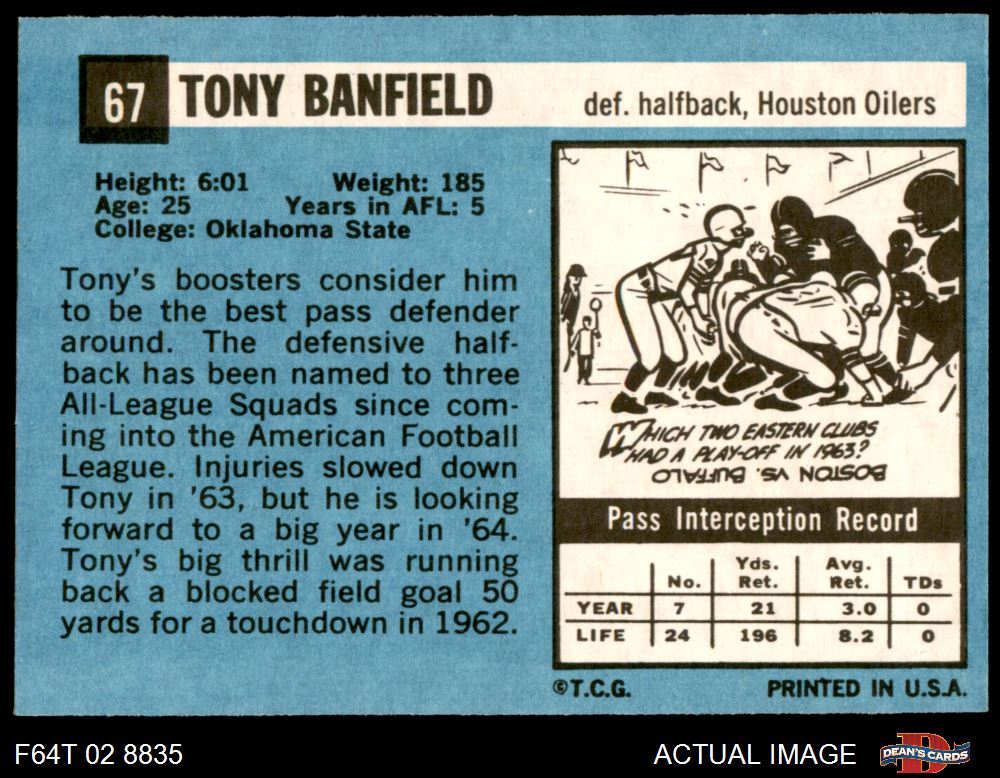 67 TONY BANFIELD def. halfback, Houston Oilers
Height: 6:01 Weight: 185
Age: 25 Years in AFL: 5
College: Oklahoma State
Tony's boosters consider him
to be the best pass defender
around. The defensive half-
back has been named to three
All-League Squads since com-
ing into the American Football
League. Injuries slowed down
Tony in '63, but he is looking
forward to a big year in '64.
Tony's big thrill was running
back a blocked field goal 50
yards for a touchdown in 1962.
WHICH TWO EASTERN CLUBS
HAD A PLAY-OFF IN 1963?
BOSTON VS. BUFFALO
Pass Interception Record
No. Yds. Ret. Avg. Ret. TDs
YEAR 7 21 3.0 0
LIFE 24 196 8.2 0
©T.C.G. PRINTED IN U.S.A.
F64T 02 8835 ACTUAL IMAGE DEAN'S CARDS